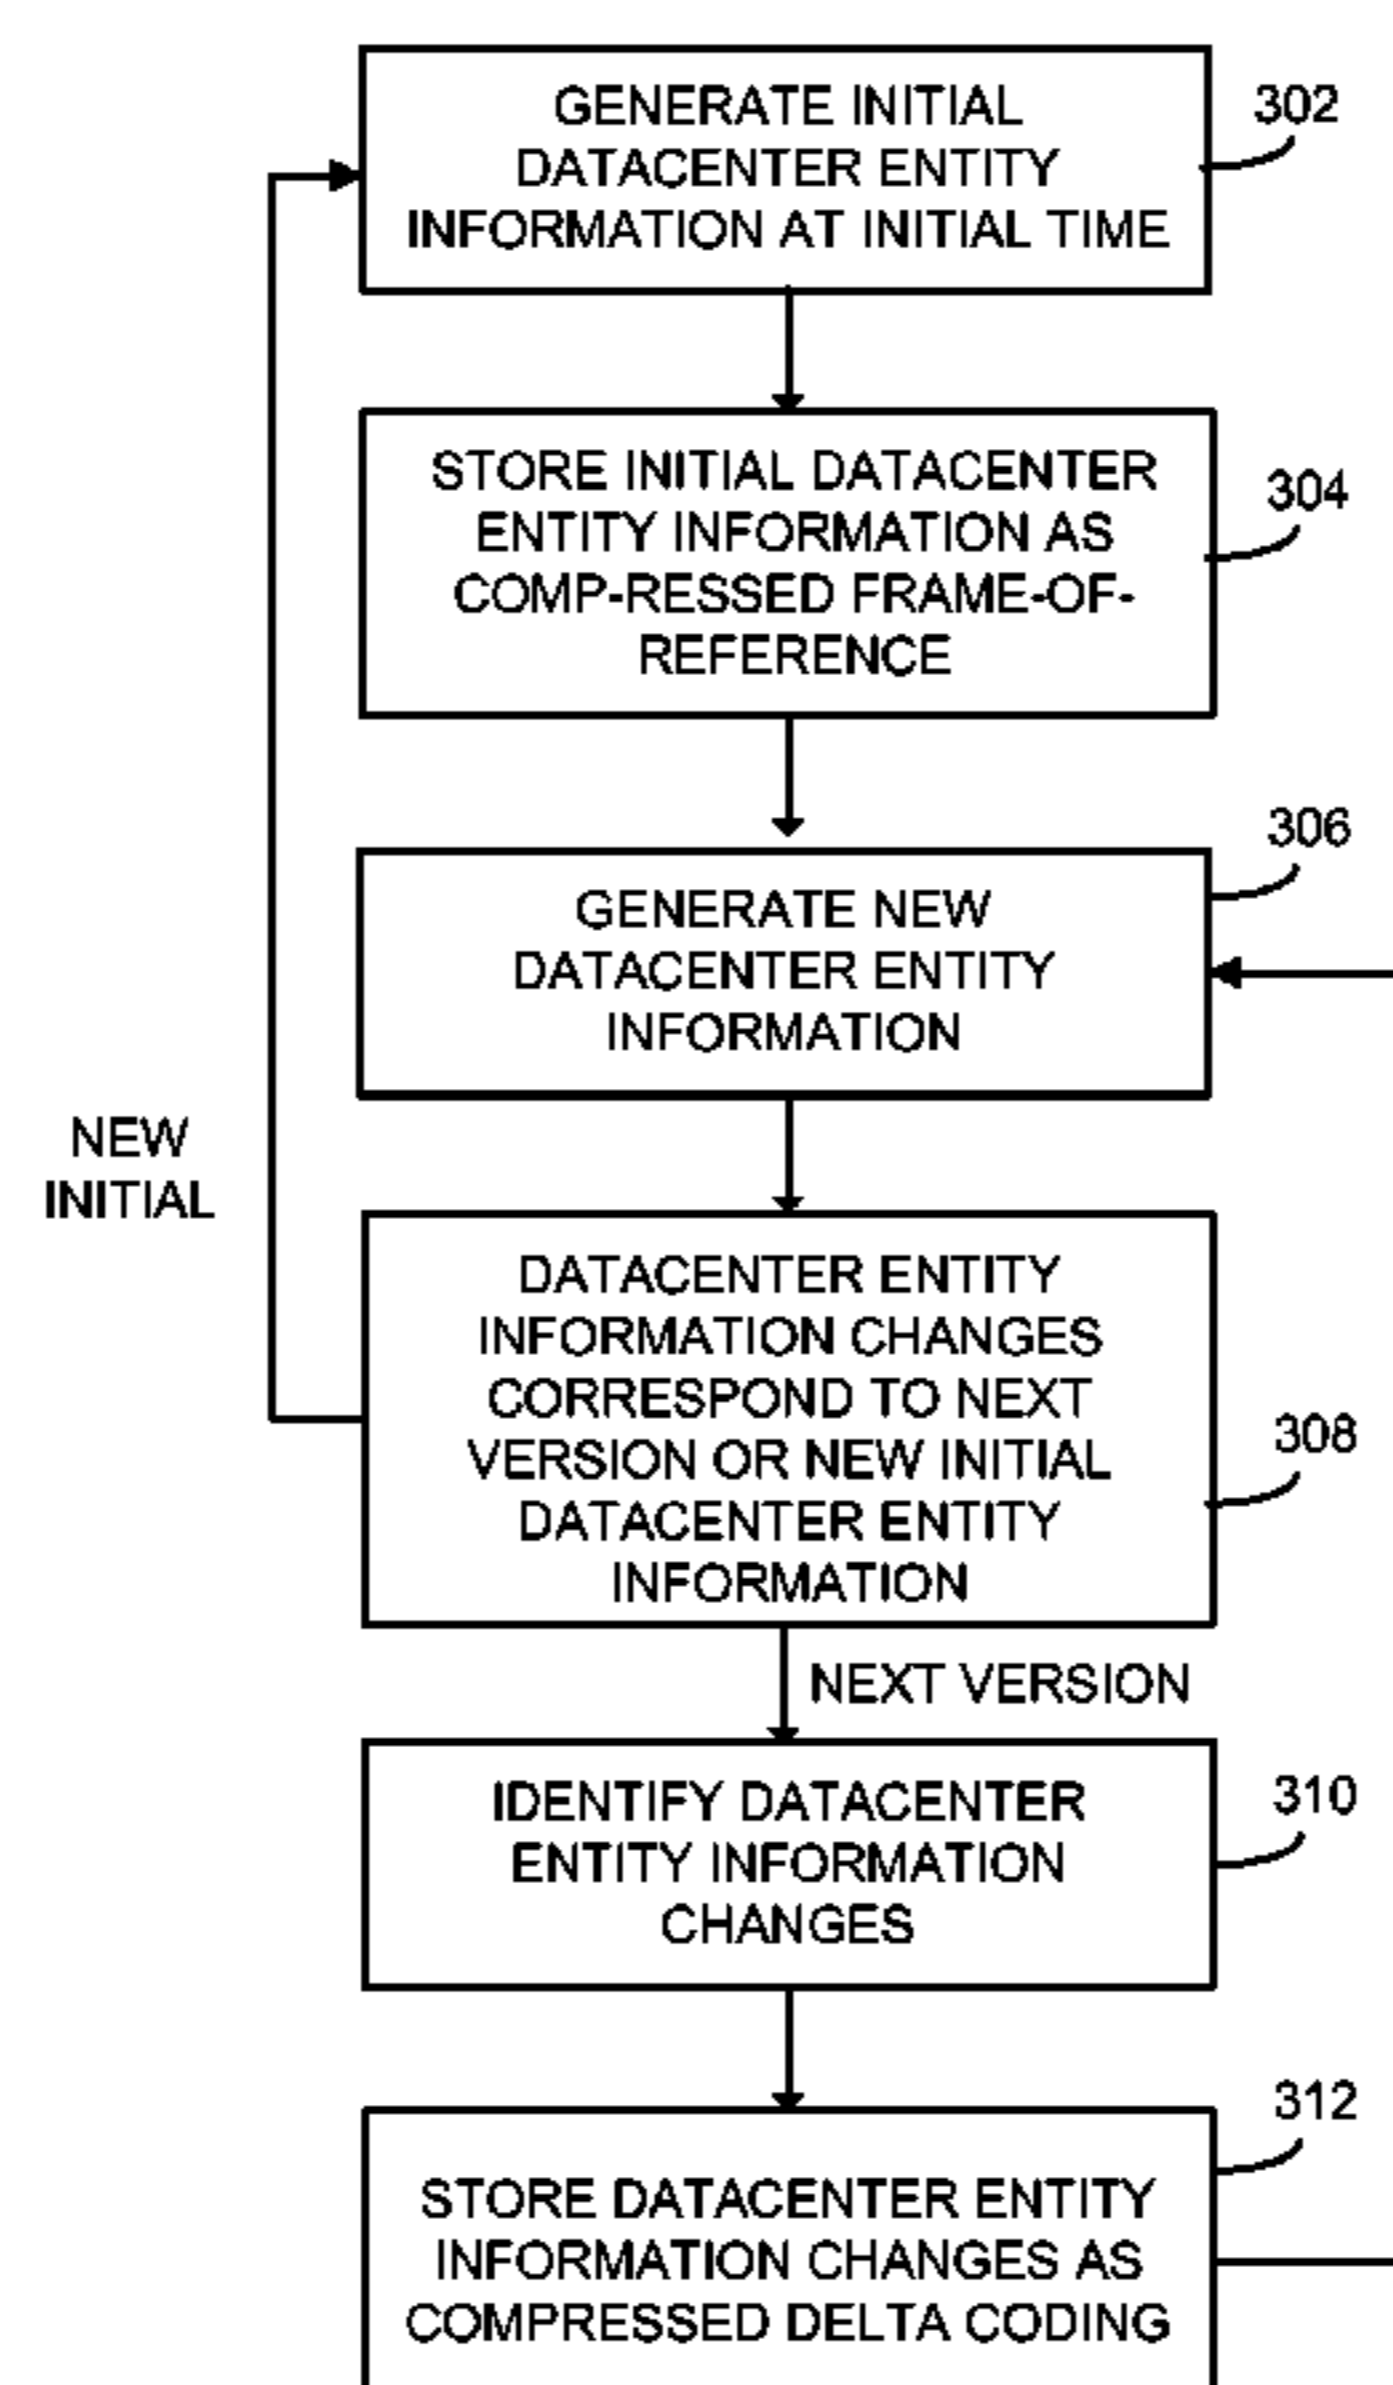 GENERATE INITIAL
DATACENTER ENTITY
INFORMATION AT INITIAL TIME
302
STORE INITIAL DATACENTER
ENTITY INFORMATION AS
COMP-RESSED FRAME-OF-
REFERENCE
304
306
GENERATE NEW
DATACENTER ENTITY
INFORMATION
NEW
INITIAL
DATACENTER ENTITY
INFORMATION CHANGES
CORRESPOND TO NEXT
VERSION OR NEW INITIAL
DATACENTER ENTITY
INFORMATION
308
NEXT VERSION
IDENTIFY DATACENTER
ENTITY INFORMATION
CHANGES
310
312
STORE DATACENTER ENTITY
INFORMATION CHANGES AS
COMPRESSED DELTA CODING